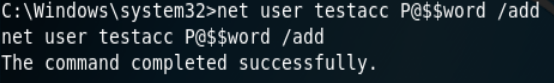 C:\Windows\system32>net user testacc P@$$word /add
net user testacc P@$$word /add
The command completed successfully.